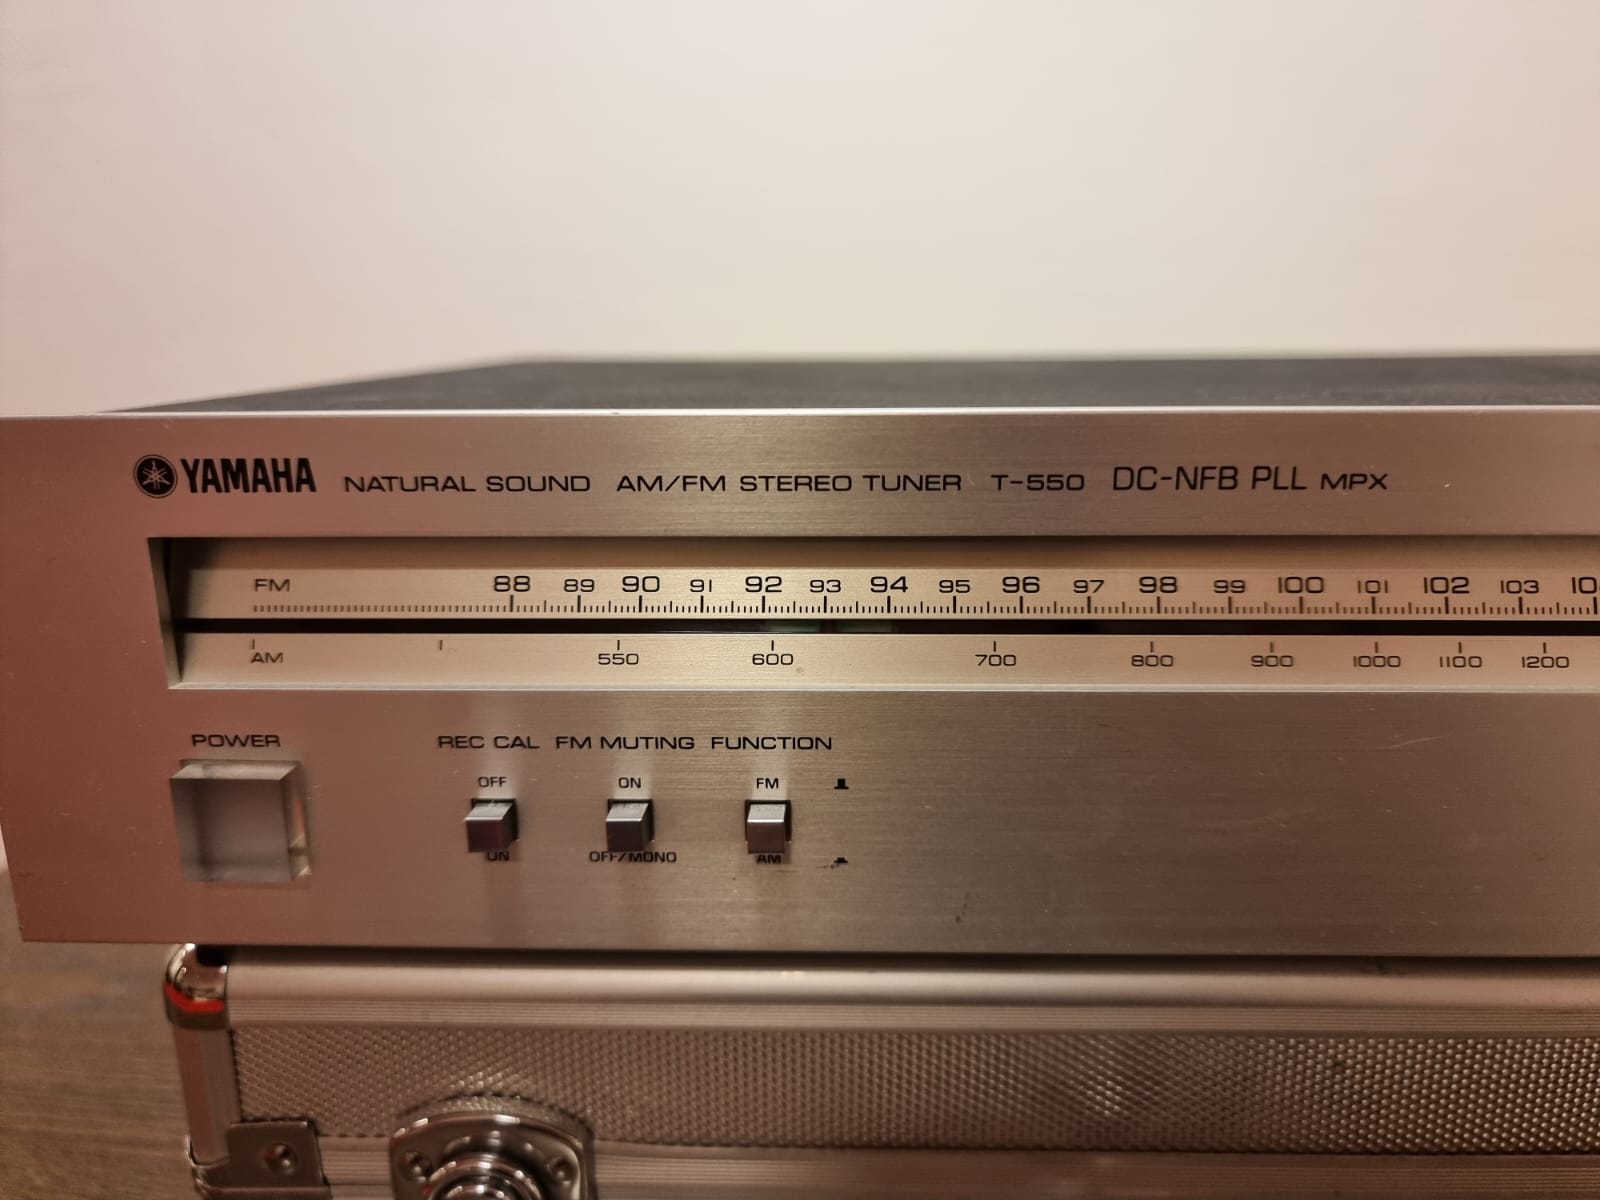 YAMAHA NATURAL SOUND AM/FM STEREO TUNER T-550 DC-NFB PLL MPX
FM 88 89 90 91 92 93 94 95 96 97 98 99 100 101 102 103 10
AM 550 600 700 800 900 1000 1100 1200
POWER REC CAL FM MUTING FUNCTION
OFF ON FM
ON OFF/MONO AM